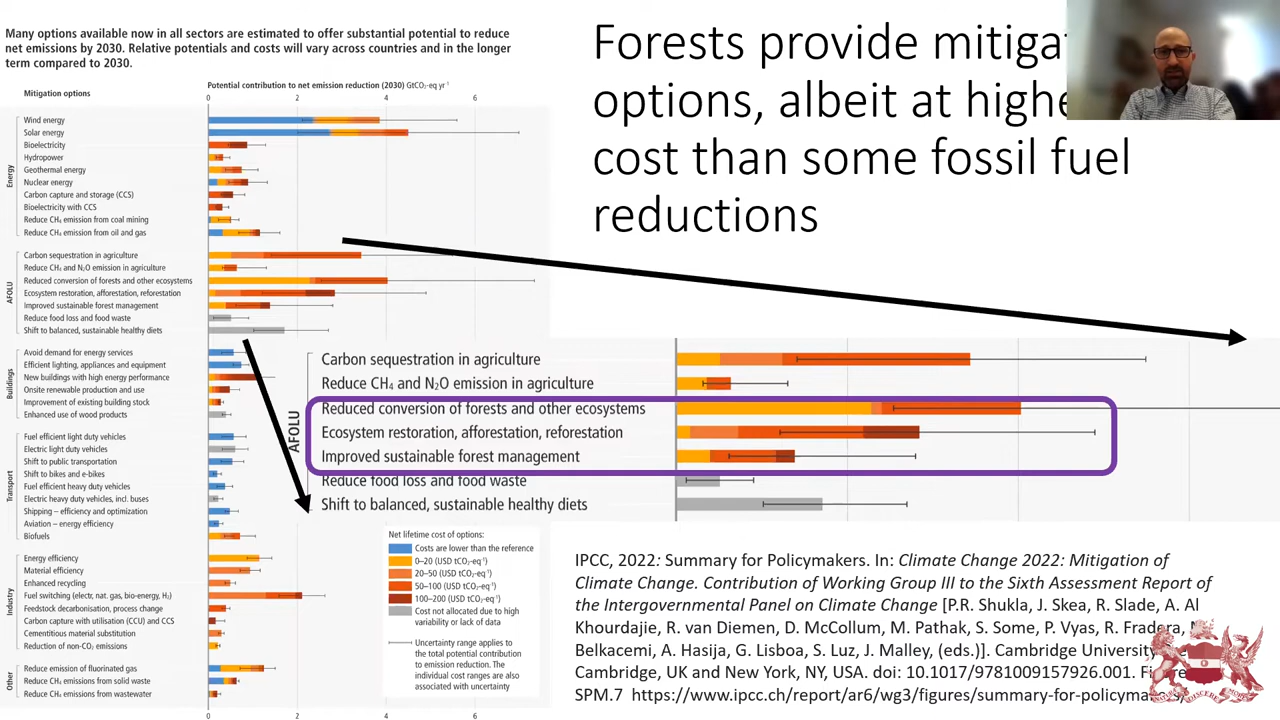 Many options available now in all sectors are estimated to offer substantial potential to reduce
net emissions by 2030. Relative potentials and costs will vary across countries and in the longer
term compared to 2030.
Potential contribution to net emission reduction (2030) GtCO₂-eq yr⁻¹
Mitigation options
0 2 4 6
Energy
Wind energy
Solar energy
Bioelectricity
Hydropower
Geothermal energy
Nuclear energy
Carbon capture and storage (CCS)
Bioelectricity with CCS
Reduce CH₄ emission from coal mining
Reduce CH₄ emission from oil and gas
AFOLU
Carbon sequestration in agriculture
Reduce CH₄ and N₂O emission in agriculture
Reduced conversion of forests and other ecosystems
Ecosystem restoration, afforestation, reforestation
Improved sustainable forest management
Reduce food loss and food waste
Shift to balanced, sustainable healthy diets
Buildings
Avoid demand for energy services
Efficient lighting, appliances and equipment
New buildings with high energy performance
Onsite renewable production and use
Improvement of existing building stock
Enhanced use of wood products
Transport
Fuel efficient light duty vehicles
Electric light duty vehicles
Shift to public transportation
Shift to bikes and e-bikes
Fuel efficient heavy duty vehicles
Electric heavy duty vehicles, incl. buses
Shipping – efficiency and optimization
Aviation – energy efficiency
Biofuels
Industry
Energy efficiency
Material efficiency
Enhanced recycling
Fuel switching (electr, nat. gas, bio-energy, H₂)
Feedstock decarbonisation, process change
Carbon capture with utilisation (CCU) and CCS
Cementitious material substitution
Reduction of non-CO₂ emissions
Other
Reduce emission of fluorinated gas
Reduce CH₄ emissions from solid waste
Reduce CH₄ emissions from wastewater
0 2 4 6
Net lifetime cost of options:
Costs are lower than the reference
0–20 (USD tCO₂-eq⁻¹)
20–50 (USD tCO₂-eq⁻¹)
50–100 (USD tCO₂-eq⁻¹)
100–200 (USD tCO₂-eq⁻¹)
Cost not allocated due to high
variability or lack of data
Uncertainty range applies to
the total potential contribution
to emission reduction. The
individual cost ranges are also
associated with uncertainty
Forests provide mitiga
options, albeit at highe
cost than some fossil fuel
reductions
AFOLU
Carbon sequestration in agriculture
Reduce CH₄ and N₂O emission in agriculture
Reduced conversion of forests and other ecosystems
Ecosystem restoration, afforestation, reforestation
Improved sustainable forest management
Reduce food loss and food waste
Shift to balanced, sustainable healthy diets
IPCC, 2022: Summary for Policymakers. In: Climate Change 2022: Mitigation of
Climate Change. Contribution of Working Group III to the Sixth Assessment Report of
the Intergovernmental Panel on Climate Change [P.R. Shukla, J. Skea, R. Slade, A. Al
Khourdajie, R. van Diemen, D. McCollum, M. Pathak, S. Some, P. Vyas, R. Fradera,
Belkacemi, A. Hasija, G. Lisboa, S. Luz, J. Malley, (eds.)]. Cambridge University
Cambridge, UK and New York, NY, USA. doi: 10.1017/9781009157926.001.
SPM.7 https://www.ipcc.ch/report/ar6/wg3/figures/summary-for-policyma